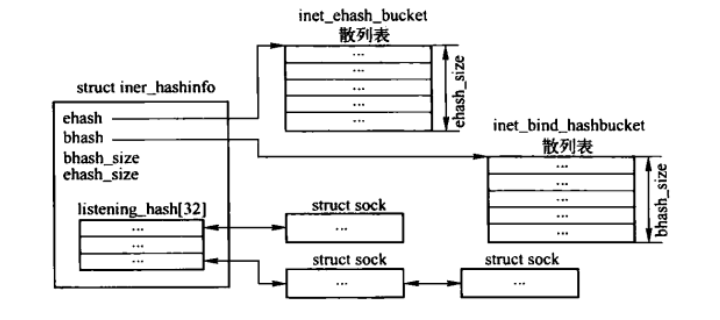 inet_ehash_bucket
散列表
...
...
...
...
...
ehash_size
struct iner_hashinfo
ehash
bhash
bhash_size
ehash_size
listening_hash[32]
...
...
...
inet_bind_hashbucket
散列表
...
...
...
...
...
bhash_size
struct sock
...
struct sock
...
struct sock
...